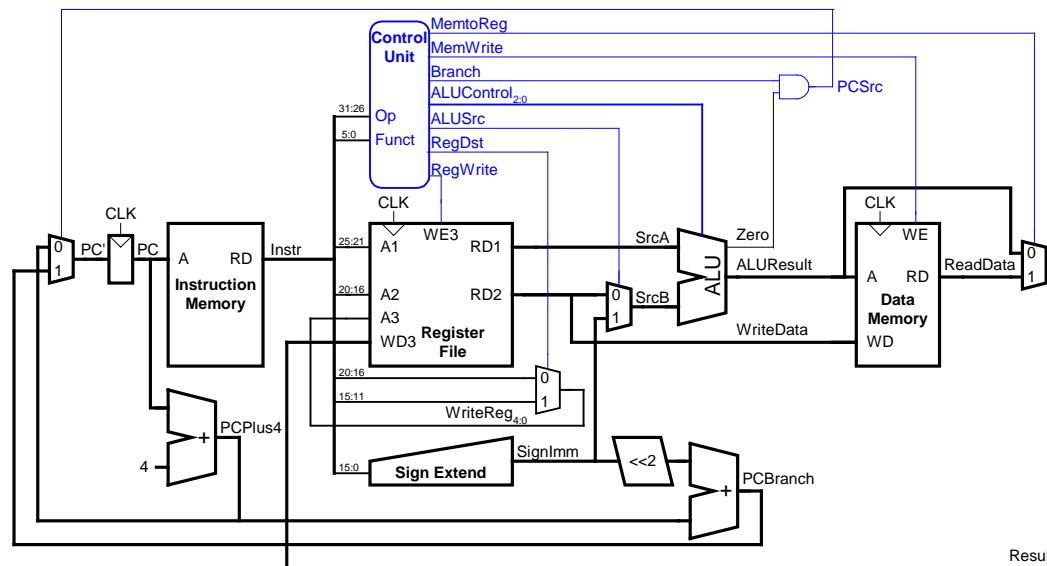 MemtoReg
Control
Unit
MemWrite
Branch
PCSrc
ALUControl2:0
31:26
Op
ALUSrc
5:0
Funct
RegDst
RegWrite
CLK
CLK
CLK
0
1
PC'
PC
A
RD
Instruction
Memory
Instr
25:21
A1
WE3
RD1
SrcA
Zero
WE
0
1
20:16
A2
RD2
0
1
SrcB
ALU
ALUResult
A
RD
ReadData
A3
Data
Memory
WD3
Register
File
WriteData
WD
20:16
0
15:11
1
WriteReg4:0
PCPlus4
+
4
SignImm
15:0
Sign Extend
<<2
+
PCBranch